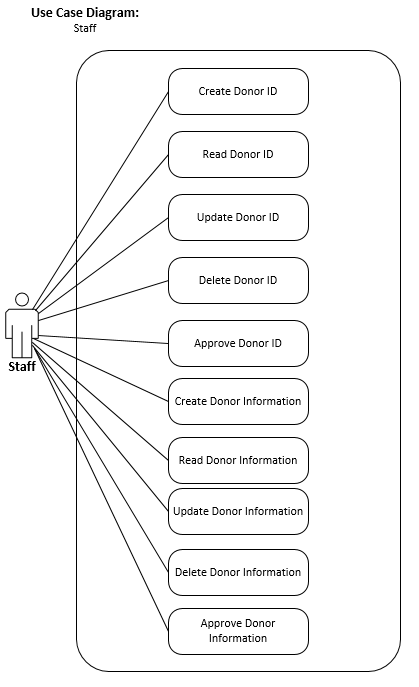 Use Case Diagram:
Staff
Create Donor ID
Read Donor ID
Update Donor ID
Delete Donor ID
Approve Donor ID
Staff
Create Donor Information
Read Donor Information
Update Donor Information
Delete Donor Information
Approve Donor
Information